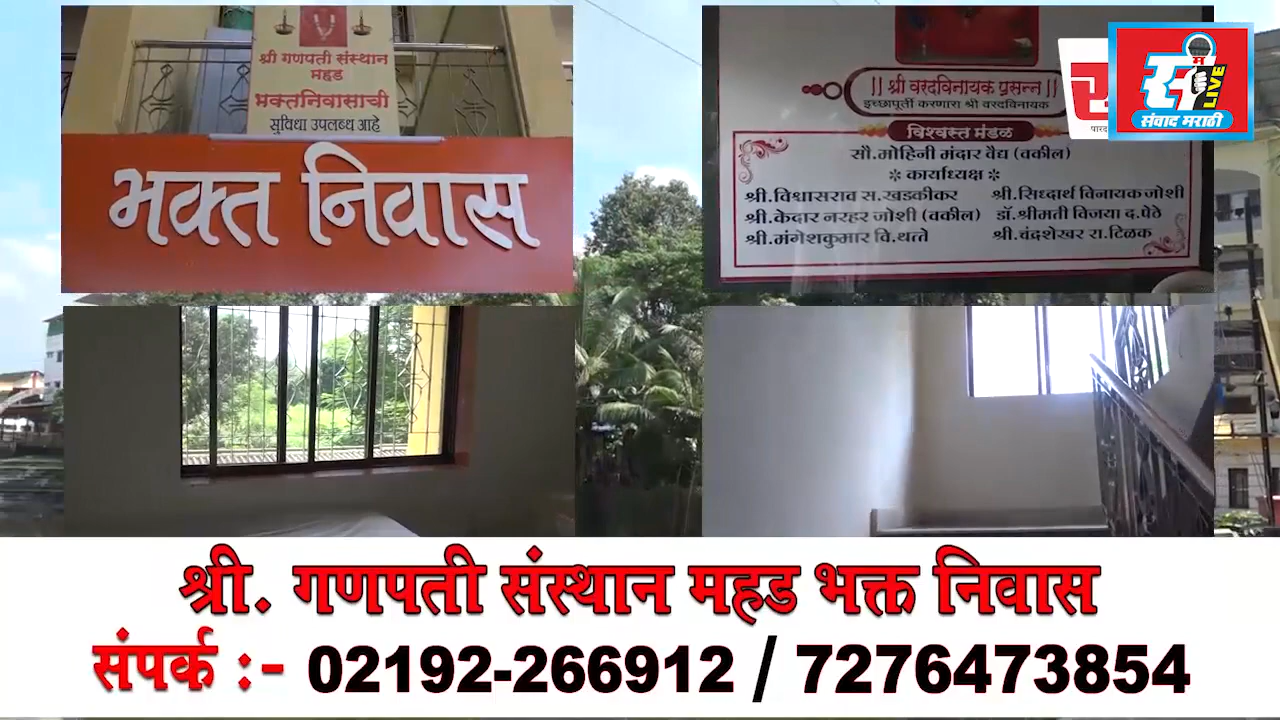 श्री गणपती संस्थान
महड
भक्तनिवासाची
सुविधा उपलब्ध आहे
भक्त निवास
|| श्री वरदविनायक प्रसन्न ||
इच्छापूर्ती करणारा श्री वरदविनायक
विश्वस्त मंडळ
सौ.मोहिनी मंदार वैद्य (वकील)
* कार्याध्यक्ष *
श्री.विश्वासराव स.खडकीकर श्री.सिध्दार्थ विनायकजोशी
श्री.केदार नरहर जोशी (वकील) डॉ.श्रीमती विजया द.पेठे
श्री.मंगेशकुमार वि.थत्ते श्री.चंद्रशेखर रा.टिळक
स म
LIVE
संवाद मराठी
श्री. गणपती संस्थान महड भक्त निवास
संपर्क :- 02192-266912 / 7276473854